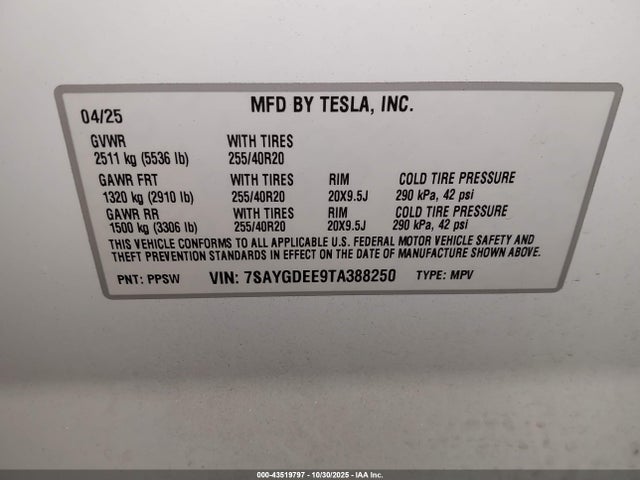 04/25 MFD BY TESLA, INC.
GVWR WITH TIRES
2511 kg (5536 lb) 255/40R20
GAWR FRT WITH TIRES RIM COLD TIRE PRESSURE
1320 kg (2910 lb) 255/40R20 20X9.5J 290 kPa, 42 psi
GAWR RR WITH TIRES RIM COLD TIRE PRESSURE
1500 kg (3306 lb) 255/40R20 20X9.5J 290 kPa, 42 psi
THIS VEHICLE CONFORMS TO ALL APPLICABLE U.S. FEDERAL MOTOR VEHICLE SAFETY AND
THEFT PREVENTION STANDARDS IN EFFECT ON THE DATE OF MANUFACTURE SHOWN ABOVE.
PNT: PPSW VIN: 7SAYGDEE9TA388250 TYPE: MPV
000-43519797 - 10/30/2025 - IAA Inc.